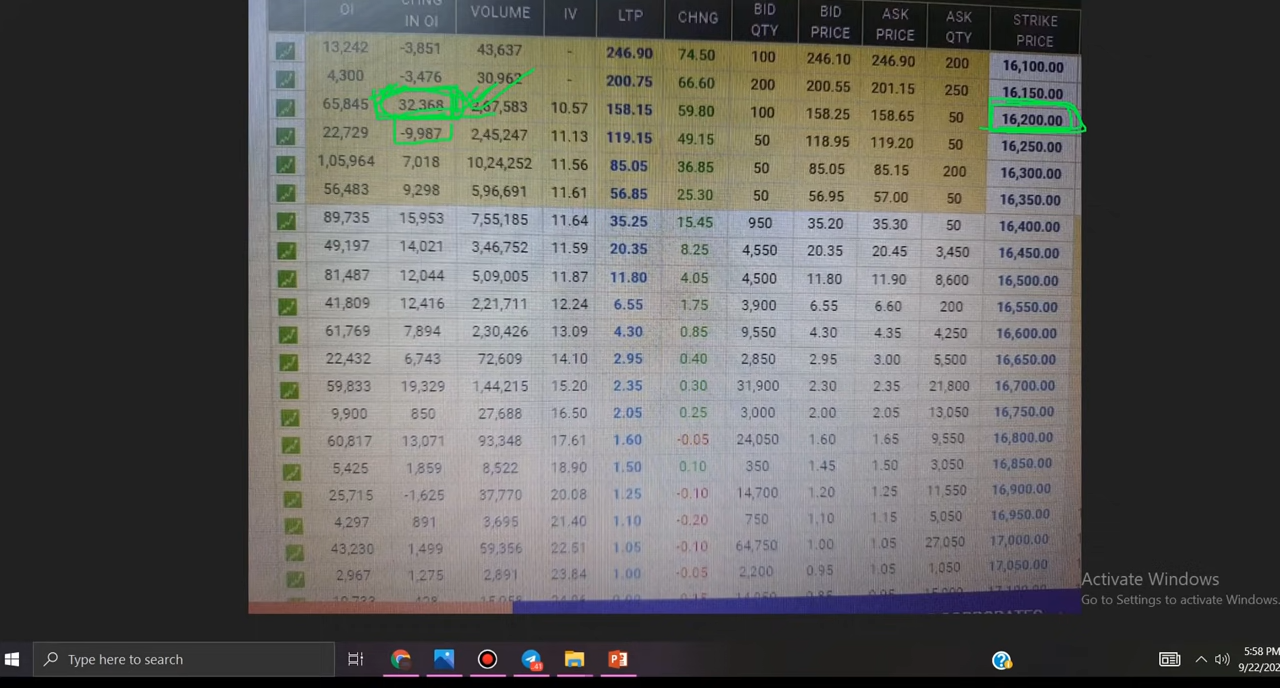 OI CHNG IN OI VOLUME IV LTP CHNG BID QTY BID PRICE ASK PRICE ASK QTY STRIKE PRICE
13,242 -3,851 43,637 - 246.90 74.50 100 246.10 246.90 200 16,100.00
4,300 -3,476 30,962 - 200.75 66.60 200 200.55 201.15 250 16,150.00
65,845 32,368 10.57 158.15 59.80 100 158.25 158.65 50 16,200.00
22,729 -9,987 2,45,247 11.13 119.15 49.15 50 118.95 119.20 50 16,250.00
1,05,964 7,018 10,24,252 11.56 85.05 36.85 50 85.05 85.15 200 16,300.00
56,483 9,298 5,96,691 11.61 56.85 25.30 50 56.95 57.00 50 16,350.00
89,735 15,953 7,55,185 11.64 35.25 15.45 950 35.20 35.30 50 16,400.00
49,197 14,021 3,46,752 11.59 20.35 8.25 4,550 20.35 20.45 3,450 16,450.00
81,487 12,044 5,09,005 11.87 11.80 4.05 4,500 11.80 11.90 8,600 16,500.00
41,809 12,416 2,21,711 12.24 6.55 1.75 3,900 6.55 6.60 200 16,550.00
61,769 7,894 2,30,426 13.09 4.30 0.85 9,550 4.30 4.35 4,250 16,600.00
22,432 6,743 72,609 14.10 2.95 0.40 2,850 2.95 3.00 5,500 16,650.00
59,833 19,329 1,44,215 15.20 2.35 0.30 31,900 2.30 2.35 21,800 16,700.00
9,900 850 27,688 16.50 2.05 0.25 3,000 2.00 2.05 13,050 16,750.00
60,817 13,071 93,348 17.61 1.60 -0.05 24,050 1.60 1.65 9,550 16,800.00
5,425 1,859 8,522 18.90 1.50 0.10 350 1.45 1.50 3,050 16,850.00
25,715 -1,625 37,770 20.08 1.25 -0.10 14,700 1.20 1.25 11,550 16,900.00
4,297 891 3,695 21.40 1.10 -0.20 750 1.10 1.15 5,050 16,950.00
43,230 1,499 59,356 22.51 1.05 -0.10 64,750 1.00 1.05 27,050 17,000.00
2,967 1,275 2,891 23.84 1.00 -0.05 2,200 0.95 1.05 1,050 17,050.00
Activate Windows
Go to Settings to activate Windows.
Type here to search
41
5:58 PM